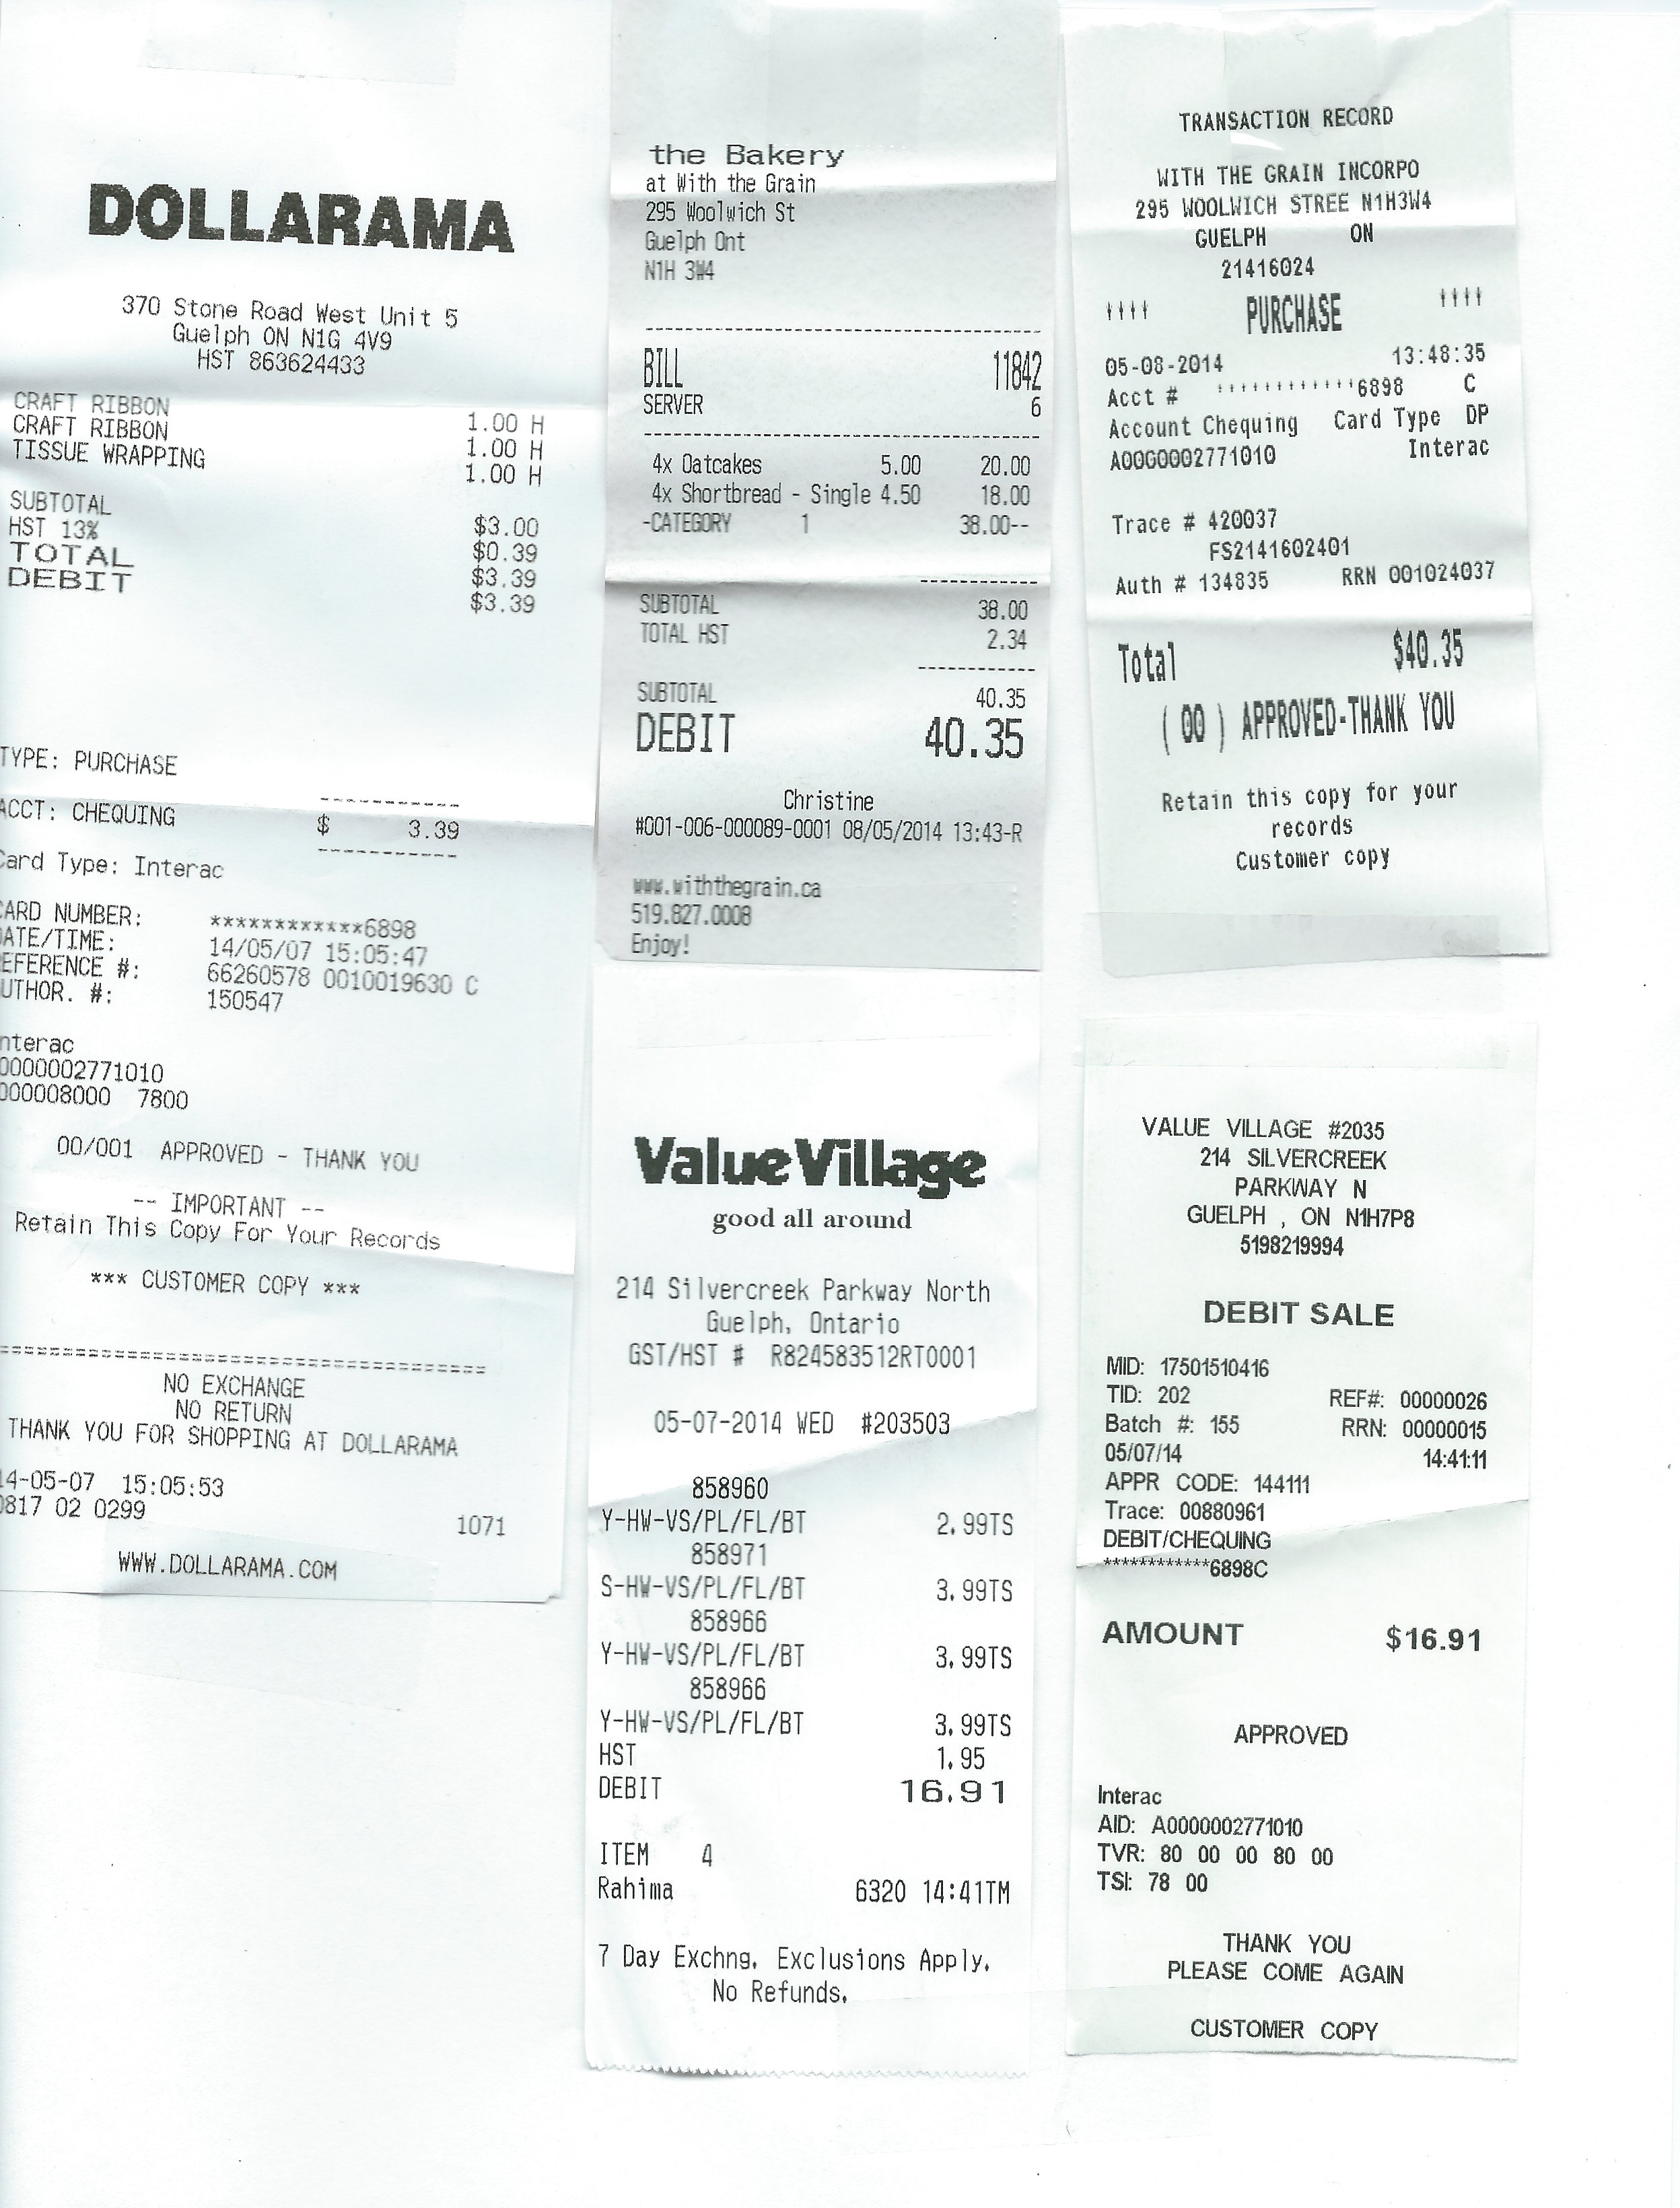 DOLLARAMA
370 Stone Road West Unit 5
Guelph ON N1G 4V9
HST 863624433
CRAFT RIBBON 1.00 H
CRAFT RIBBON 1.00 H
TISSUE WRAPPING 1.00 H
SUBTOTAL $3.00
HST 13% $0.39
TOTAL $3.39
DEBIT $3.39
TYPE: PURCHASE
ACCT: CHEQUING $ 3.39
Card Type: Interac
CARD NUMBER: ************6898
DATE/TIME: 14/05/07 15:05:47
REFERENCE #: 66260578 0010019630 C
AUTHOR. #: 150547
Interac
0000002771010
000008000 7800
00/001 APPROVED - THANK YOU
-- IMPORTANT --
Retain This Copy For Your Records
*** CUSTOMER COPY ***
NO EXCHANGE
NO RETURN
THANK YOU FOR SHOPPING AT DOLLARAMA
14-05-07 15:05:53
0817 02 0299 1071
WWW.DOLLARAMA.COM
the Bakery
at With the Grain
295 Woolwich St
Guelph Ont
N1H 3W4
BILL 11842
SERVER 6
4x Oatcakes 5.00 20.00
4x Shortbread - Single 4.50 18.00
-CATEGORY 1 38.00--
SUBTOTAL 38.00
TOTAL HST 2.34
SUBTOTAL 40.35
DEBIT 40.35
Christine
#001-006-000089-0001 08/05/2014 13:43-R
www.withthegrain.ca
519.827.0008
Enjoy!
TRANSACTION RECORD
WITH THE GRAIN INCORPO
295 WOOLWICH STREE N1H3W4
GUELPH ON
21416024
PURCHASE
05-08-2014 13:48:35
Acct # ************6898 C
Account Chequing Card Type DP
A0000002771010 Interac
Trace # 420037
FS2141602401
Auth # 134835 RRN 001024037
Total $40.35
( 00 ) APPROVED-THANK YOU
Retain this copy for your
records
Customer copy
Value Village
good all around
214 Silvercreek Parkway North
Guelph, Ontario
GST/HST # R824583512RT0001
05-07-2014 WED #203503
858960
Y-HW-VS/PL/FL/BT 2.99TS
858971
S-HW-VS/PL/FL/BT 3.99TS
858966
Y-HW-VS/PL/FL/BT 3.99TS
858966
Y-HW-VS/PL/FL/BT 3.99TS
HST 1.95
DEBIT 16.91
ITEM 4
Rahima 6320 14:41TM
7 Day Exchng. Exclusions Apply.
No Refunds.
VALUE VILLAGE #2035
214 SILVERCREEK
PARKWAY N
GUELPH , ON N1H7P8
5198219994
DEBIT SALE
MID: 17501510416
TID: 202 REF#: 00000026
Batch #: 155 RRN: 00000015
05/07/14 14:41:11
APPR CODE: 144111
Trace: 00880961
DEBIT/CHEQUING
************6898C
AMOUNT $16.91
APPROVED
Interac
AID: A0000002771010
TVR: 80 00 00 80 00
TSI: 78 00
THANK YOU
PLEASE COME AGAIN
CUSTOMER COPY